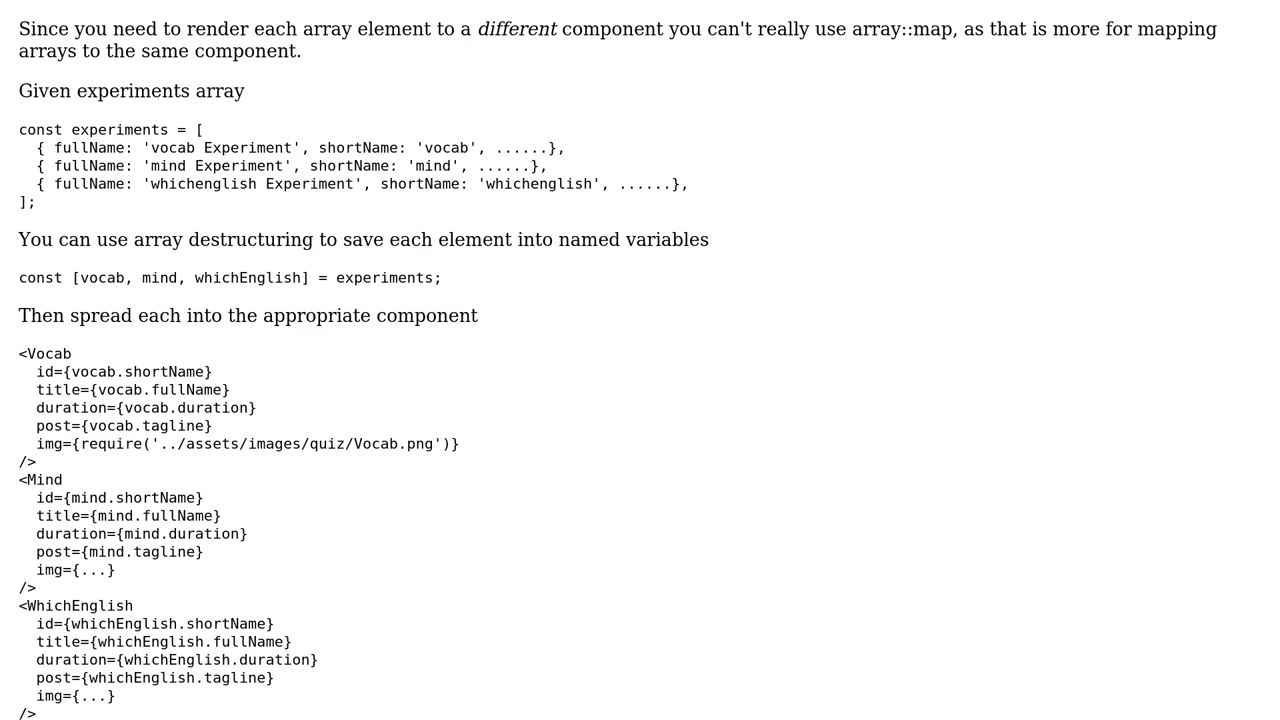 Since you need to render each array element to a different component you can't really use array::map, as that is more for mapping
arrays to the same component.
Given experiments array
const experiments = [
  { fullName: 'vocab Experiment', shortName: 'vocab', ......},
  { fullName: 'mind Experiment', shortName: 'mind', ......},
  { fullName: 'whichenglish Experiment', shortName: 'whichenglish', ......},
];
You can use array destructuring to save each element into named variables
const [vocab, mind, whichEnglish] = experiments;
Then spread each into the appropriate component
<Vocab
  id={vocab.shortName}
  title={vocab.fullName}
  duration={vocab.duration}
  post={vocab.tagline}
  img={require('../assets/images/quiz/Vocab.png')}
/>
<Mind
  id={mind.shortName}
  title={mind.fullName}
  duration={mind.duration}
  post={mind.tagline}
  img={...}
/>
<WhichEnglish
  id={whichEnglish.shortName}
  title={whichEnglish.fullName}
  duration={whichEnglish.duration}
  post={whichEnglish.tagline}
  img={...}
/>